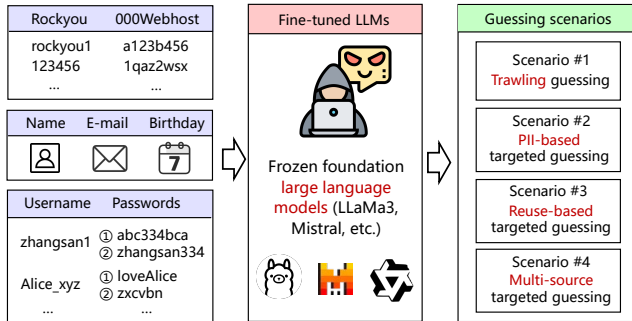 Rockyou 000Webhost
rockyou1 a123b456
123456 1qaz2wsx
... ...
Name E-mail Birthday
7
Username Passwords
zhangsan1
① abc334bca
② zhangsan334
Alice_xyz
① loveAlice
② zxcvbn
... ...
Fine-tuned LLMs
Frozen foundation
large language
models (LLaMa3,
Mistral, etc.)
Guessing scenarios
Scenario #1
Trawling guessing
Scenario #2
PII-based
targeted guessing
Scenario #3
Reuse-based
targeted guessing
Scenario #4
Multi-source
targeted guessing